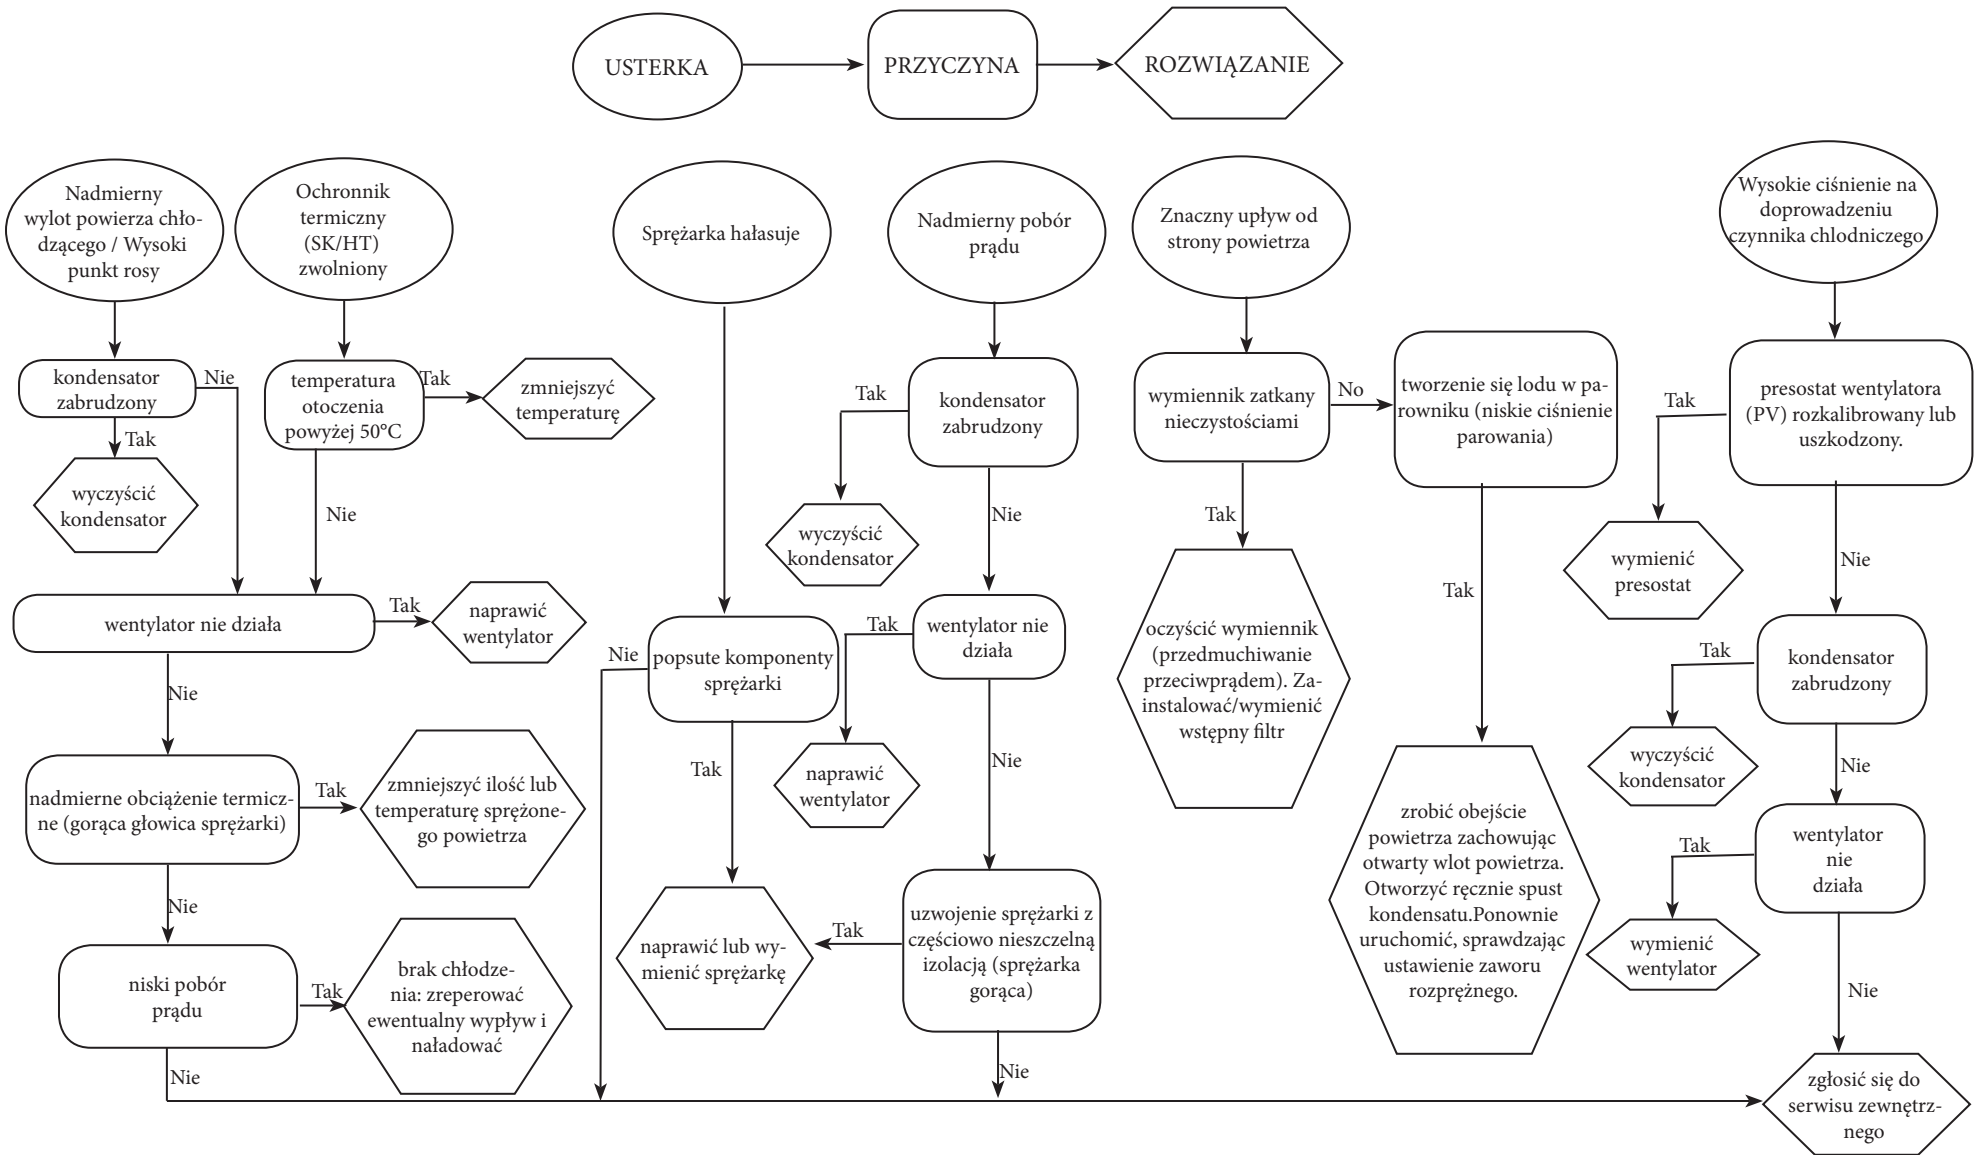 USTERKA
PRZYCZYNA
ROZWIĄZANIE
Nadmierny
wylot powierza chło-
dzącego / Wysoki
punkt rosy
Ochronnik
termiczny
(SK/HT)
zwolniony
Sprężarka hałasuje
Nadmierny pobór
prądu
Znaczny upływ od
strony powietrza
Wysokie ciśnienie na
doprowadzeniu
czynnika chlodniczego
kondensator
zabrudzony
Nie
Tak
wyczyścić
kondensator
temperatura
otoczenia
powyżej 50°C
Tak
zmniejszyć
temperaturę
Nie
wentylator nie działa
Tak
naprawić
wentylator
Nie
nadmierne obciążenie termicz-
ne (gorąca głowica sprężarki)
Tak
zmniejszyć ilość lub
temperaturę sprężone-
go powietrza
Nie
niski pobór
prądu
Tak
brak chłodze-
nia: zreperować
ewentualny wypływ i
naładować
Nie
Nie
popsute komponenty
sprężarki
Tak
naprawić lub wy-
mienić sprężarkę
kondensator
zabrudzony
Tak
wyczyścić
kondensator
Nie
wentylator nie
działa
Tak
naprawić
wentylator
Nie
uzwojenie sprężarki z
częściowo nieszczelną
izolacją (sprężarka
gorąca)
Tak
Nie
wymiennik zatkany
nieczystościami
No
Tak
oczyścić wymiennik
(przedmuchiwanie
przeciwprądem). Za-
instalować/wymienić
wstępny filtr
tworzenie się lodu w pa-
rowniku (niskie ciśnienie
parowania)
Tak
zrobić obejście
powietrza zachowując
otwarty wlot powietrza.
Otworzyć ręcznie spust
kondensatu.Ponownie
uruchomić, sprawdzając
ustawienie zaworu
rozprężnego.
presostat wentylatora
(PV) rozkalibrowany lub
uszkodzony.
Tak
wymienić
presostat
Nie
kondensator
zabrudzony
Tak
wyczyścić
kondensator
Nie
wentylator
nie
działa
Tak
wymienić
wentylator
Nie
zgłosić się do
serwisu zewnętrz-
nego